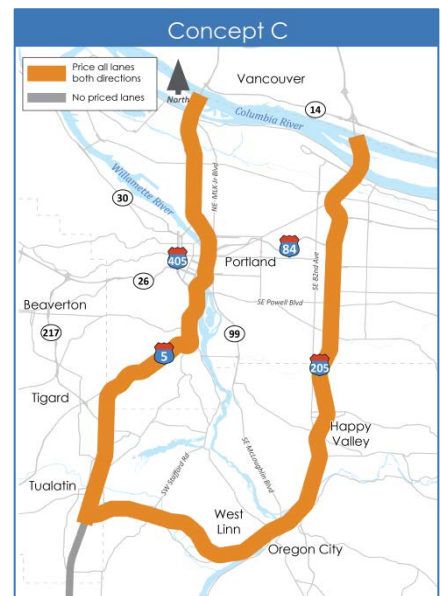 Concept C
Price all lanes
both directions
No priced lanes
North
Vancouver
14
Columbia River
Willamette River
NE MLK Jr Blvd
30
405
Portland
84
26
SE 82nd Ave
Beaverton
SE Powell Blvd
217
99
5
205
Tigard
Happy
Valley
SW Stafford Rd
SE McLoughlin Blvd
Tualatin
West
Linn
Oregon City